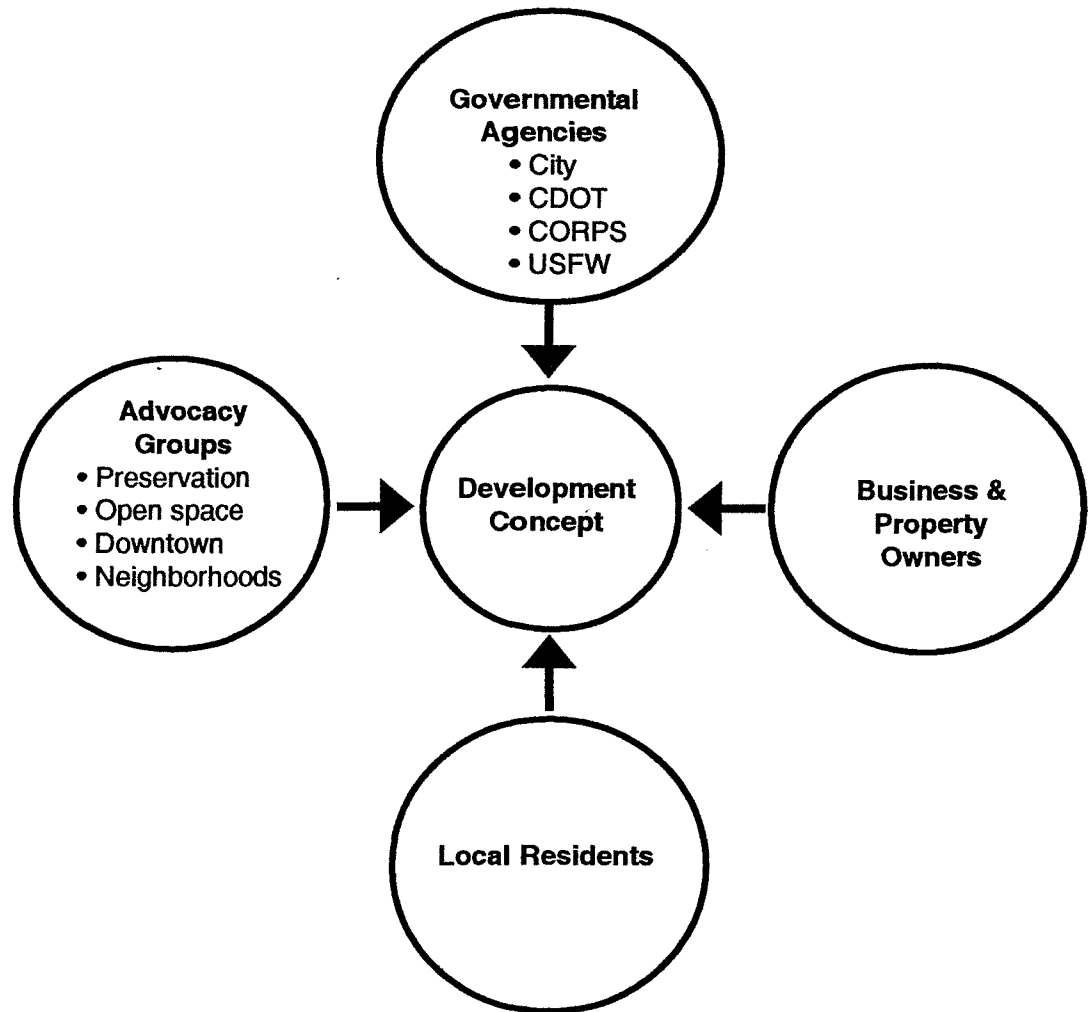 Governmental
Agencies
• City
• CDOT
• CORPS
• USFW
Advocacy
Groups
• Preservation
• Open space
• Downtown
• Neighborhoods
Development
Concept
Business &
Property
Owners
Local Residents